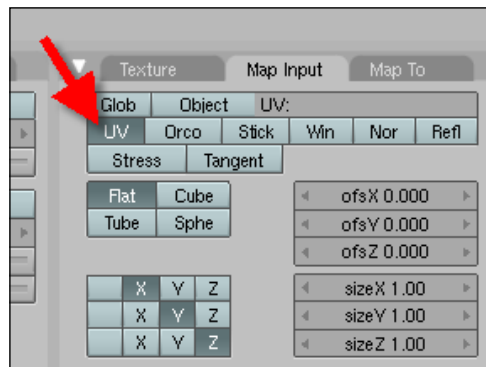 Texture Map Input Map To
Glob Object UV:
UV Orco Stick Win Nor Refl
Stress Tangent
Flat Cube
Tube Sphe
ofsX 0.000
ofsY 0.000
ofsZ 0.000
X Y Z
X Y Z
X Y Z
sizeX 1.00
sizeY 1.00
sizeZ 1.00